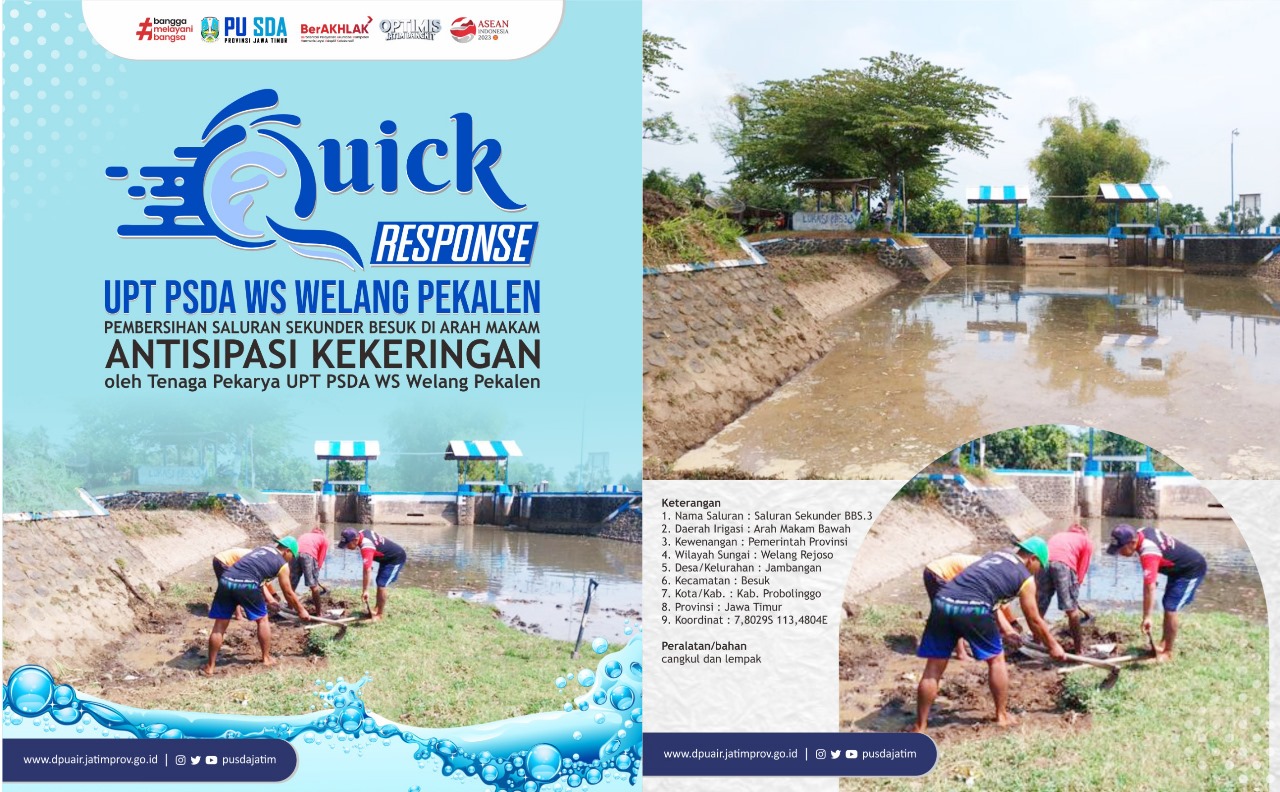 bangga
melayani
bangsa
PU SDA
PROVINSI JAWA TIMUR
BerAKHLAK
OPTIMIS
JATIM BANGKIT
ASEAN
INDONESIA
2023
Quick
RESPONSE
UPT PSDA WS WELANG PEKALEN
PEMBERSIHAN SALURAN SEKUNDER BESUK DI ARAH MAKAM
ANTISIPASI KEKERINGAN
oleh Tenaga Pekarya UPT PSDA WS Welang Pekalen
www.dpuair.jatimprov.go.id | pusdajatim
Keterangan
1. Nama Saluran : Saluran Sekunder BBS.3
2. Daerah Irigasi : Arah Makam Bawah
3. Kewenangan : Pemerintah Provinsi
4. Wilayah Sungai : Welang Rejoso
5. Desa/Kelurahan : Jambangan
6. Kecamatan : Besuk
7. Kota/Kab. : Kab. Probolinggo
8. Provinsi : Jawa Timur
9. Koordinat : 7,8029S 113,4804E
Peralatan/bahan
cangkul dan lempak
www.dpuair.jatimprov.go.id | pusdajatim